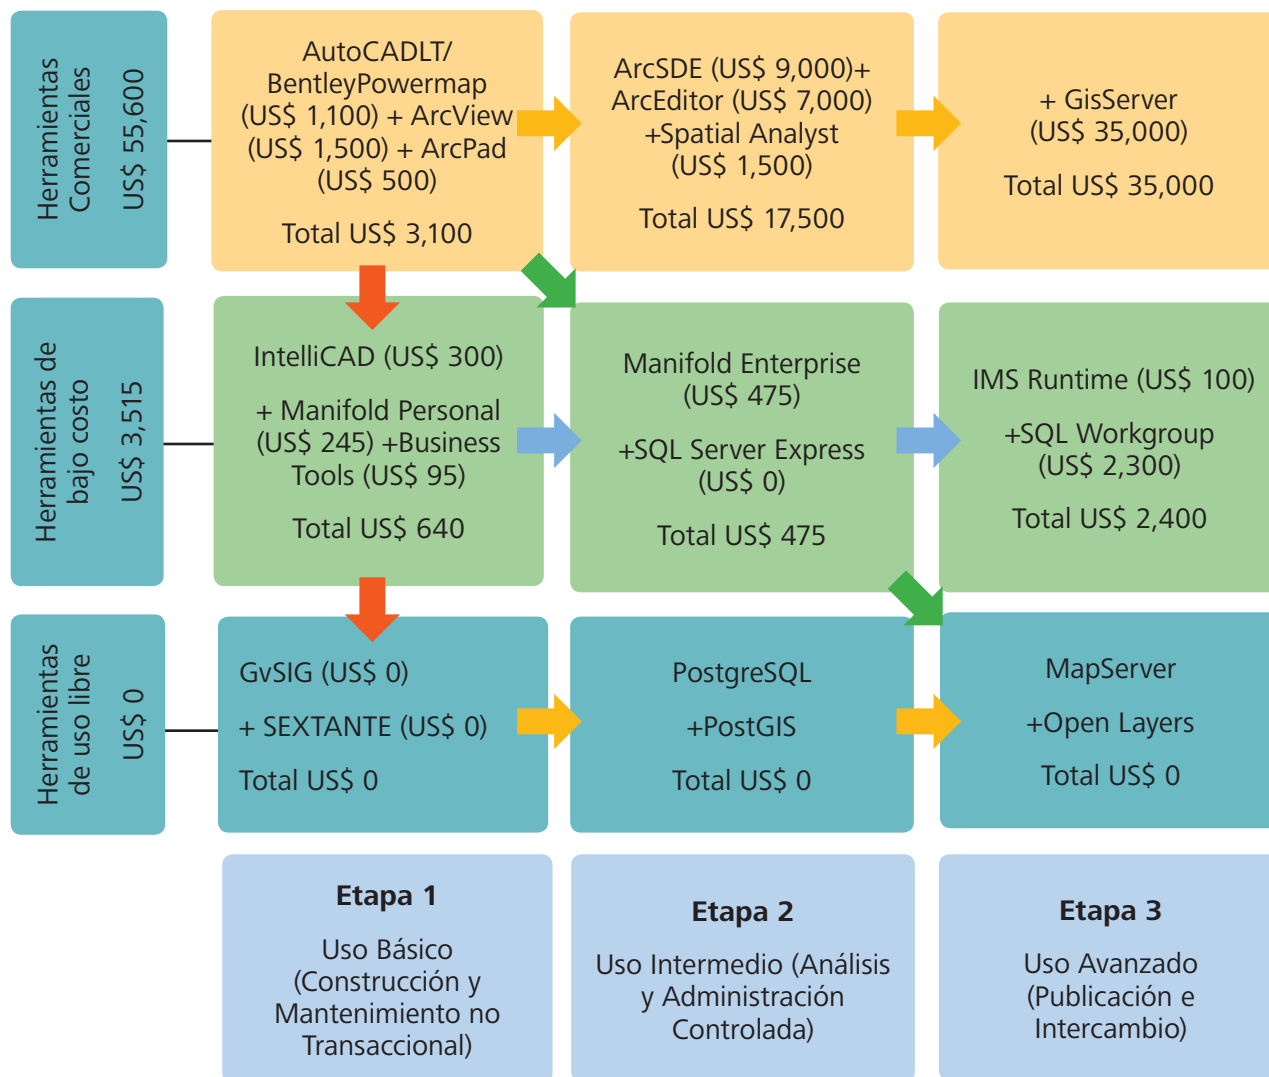 Herramientas
Comerciales
US$ 55,600
AutoCADLT/
BentleyPowermap
(US$ 1,100) + ArcView
(US$ 1,500) + ArcPad
(US$ 500)
Total US$ 3,100
ArcSDE (US$ 9,000)+
ArcEditor (US$ 7,000)
+Spatial Analyst
(US$ 1,500)
Total US$ 17,500
+ GisServer
(US$ 35,000)
Total US$ 35,000
Herramientas de
bajo costo
US$ 3,515
IntelliCAD (US$ 300)
+ Manifold Personal
(US$ 245) +Business
Tools (US$ 95)
Total US$ 640
Manifold Enterprise
(US$ 475)
+SQL Server Express
(US$ 0)
Total US$ 475
IMS Runtime (US$ 100)
+SQL Workgroup
(US$ 2,300)
Total US$ 2,400
Herramientas
de uso libre
US$ 0
GvSIG (US$ 0)
+ SEXTANTE (US$ 0)
Total US$ 0
PostgreSQL
+PostGIS
Total US$ 0
MapServer
+Open Layers
Total US$ 0
Etapa 1
Uso Básico
(Construcción y
Mantenimiento no
Transaccional)
Etapa 2
Uso Intermedio (Análisis
y Administración
Controlada)
Etapa 3
Uso Avanzado
(Publicación e
Intercambio)